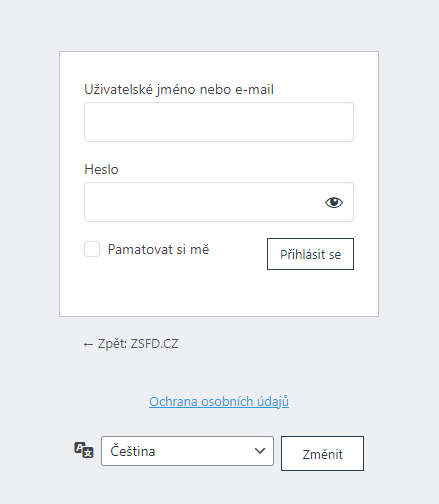 Uživatelské jméno nebo e-mail
Heslo
Pamatovat si mě
Přihlásit se
← Zpět: ZSFD.CZ
Ochrana osobních údajů
Čeština
Změnit